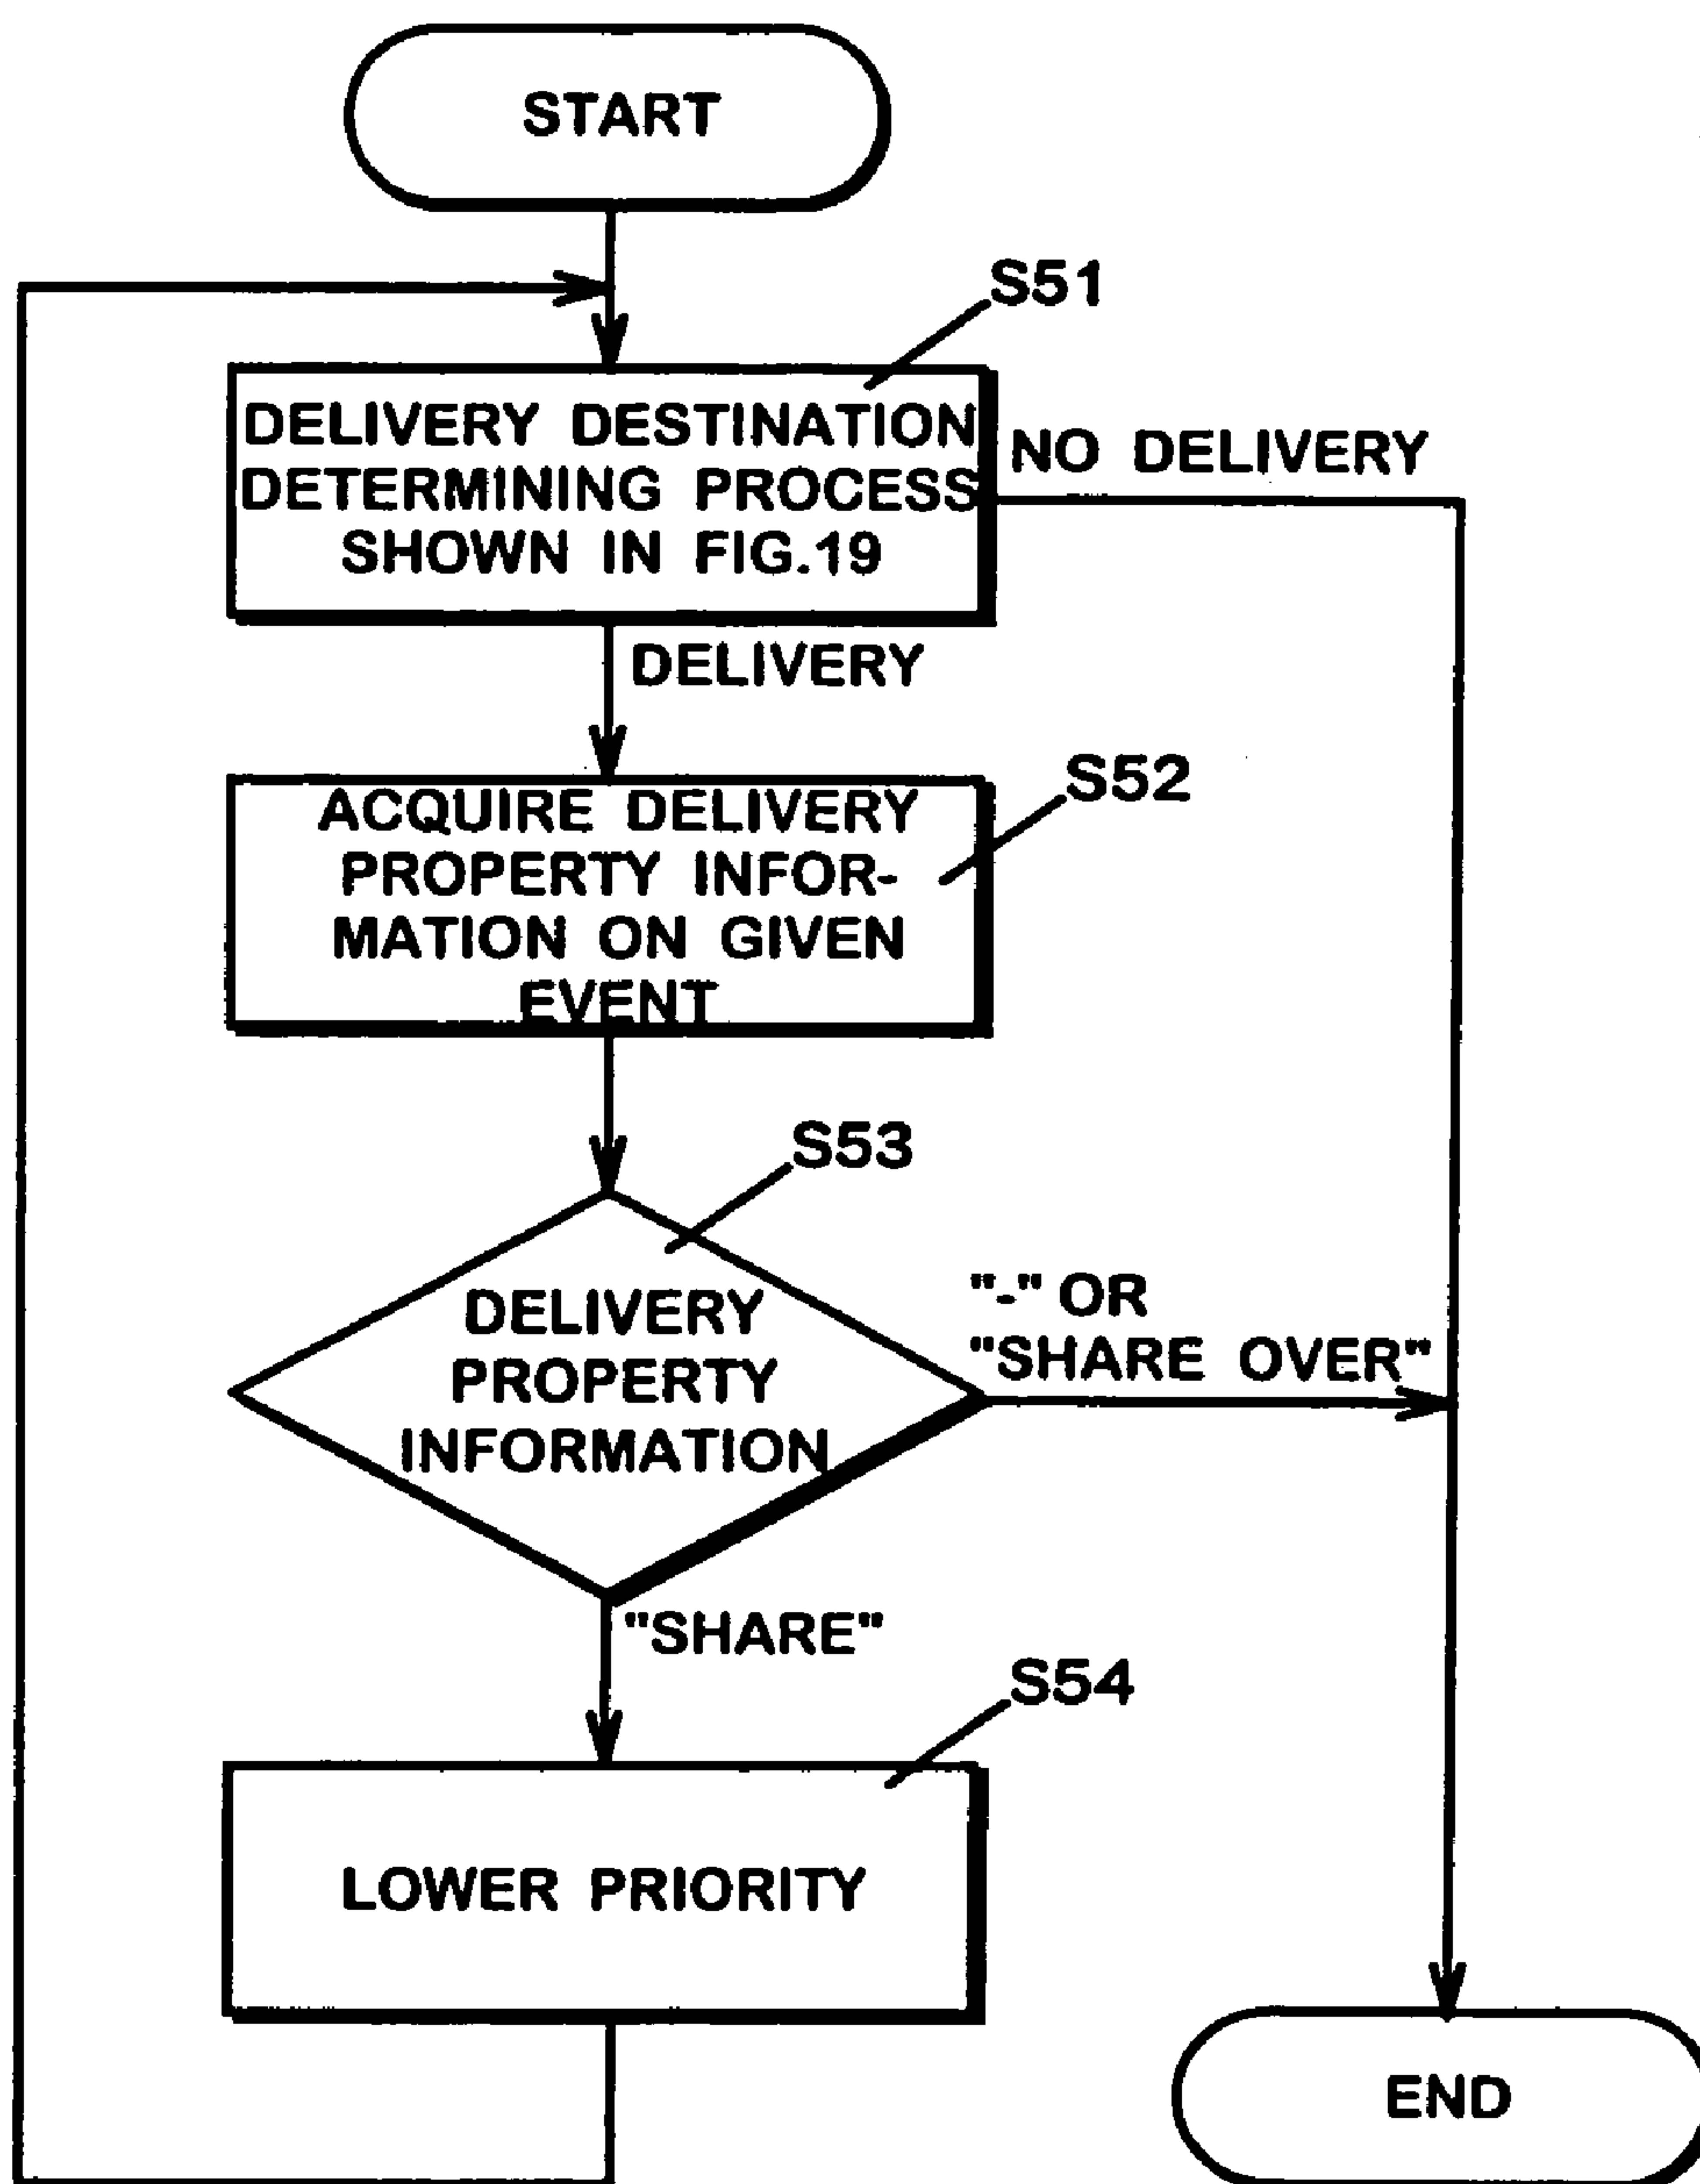 START
S51
DELIVERY DESTINATION
DETERMINING PROCESS
SHOWN IN FIG.19
NO DELIVERY
DELIVERY
S52
ACQUIRE DELIVERY
PROPERTY INFOR-
MATION ON GIVEN
EVENT
S53
DELIVERY
PROPERTY
INFORMATION
"-" OR
"SHARE OVER"
"SHARE"
S54
LOWER PRIORITY
END